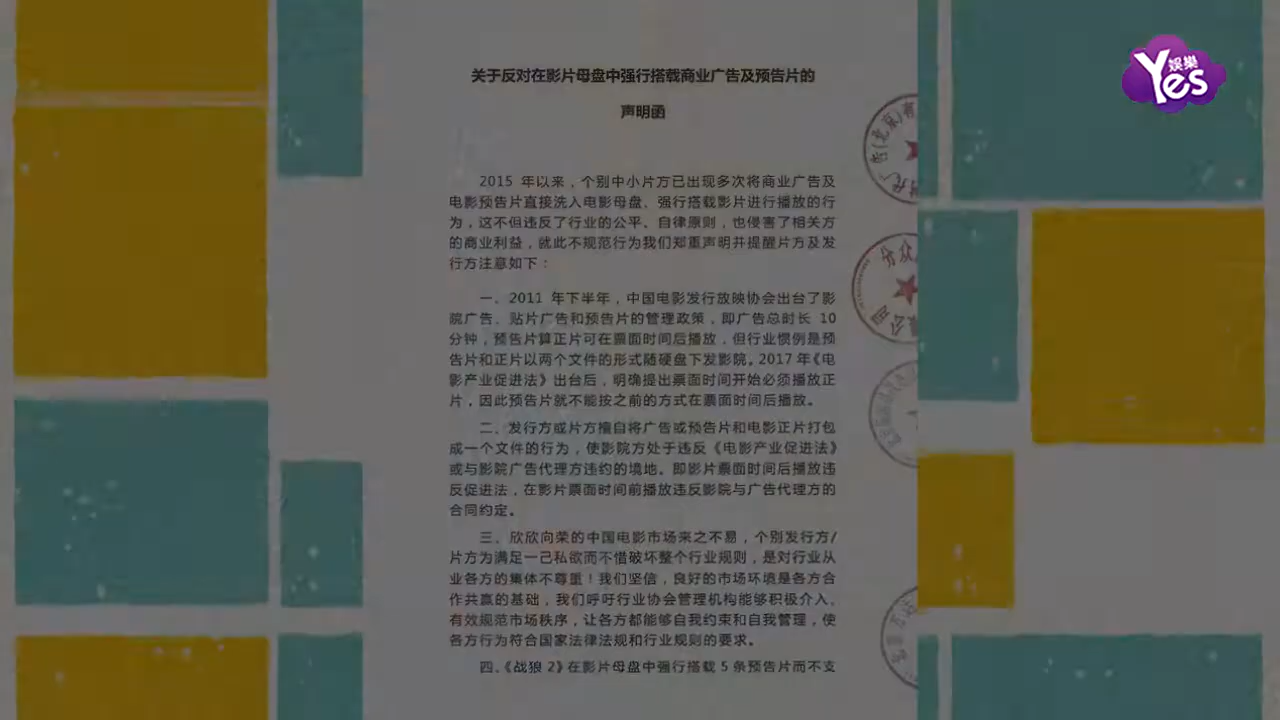 Yes
娛樂
关于反对在影片母盘中强行搭载商业广告及预告片的
声明函
2015 年以来，个别中小片方已出现多次将商业广告及
电影预告片直接洗入电影母盘、强行搭载影片进行播放的行
为，这不但违反了行业的公平、自律原则，也侵害了相关方
的商业利益，就此不规范行为我们郑重声明并提醒片方及发
行方注意如下：
一、2011 年下半年，中国电影发行放映协会出台了影
院广告、贴片广告和预告片的管理政策，即广告总时长 10
分钟，预告片算正片可在票面时间后播放，但行业惯例是预
告片和正片以两个文件的形式随硬盘下发影院。2017 年《电
影产业促进法》出台后，明确提出票面时间开始必须播放正
片，因此预告片就不能按之前的方式在票面时间后播放。
二、发行方或片方擅自将广告或预告片和电影正片打包
成一个文件的行为，使影院方处于违反《电影产业促进法》
或与影院广告代理方违约的境地。即影片票面时间后播放违
反促进法，在影片票面时间前播放违反影院与广告代理方的
合同约定。
三、欣欣向荣的中国电影市场来之不易，个别发行方/
片方为满足一己私欲而不惜破坏整个行业规则，是对行业从
业各方的集体不尊重！我们坚信，良好的市场环境是各方合
作共赢的基础，我们呼吁行业协会管理机构能够积极介入、
有效规范市场秩序，让各方都能够自我约束和自我管理，使
各方行为符合国家法律法规和行业规则的要求。
四、《战狼 2》在影片母盘中强行搭载 5 条预告片而不支